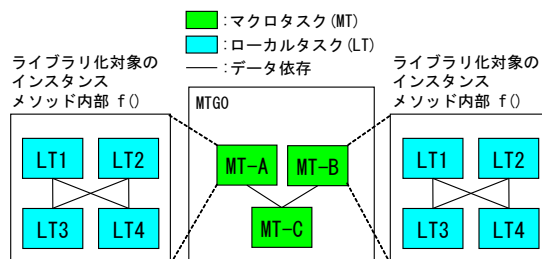 :マクロタスク(MT)
:ローカルタスク(LT)
:データ依存
ライブラリ化対象の
インスタンス
メソッド内部 f()
LT1
LT2
LT3
LT4
MTG0
MT-A
MT-B
MT-C
ライブラリ化対象の
インスタンス
メソッド内部 f()
LT1
LT2
LT3
LT4